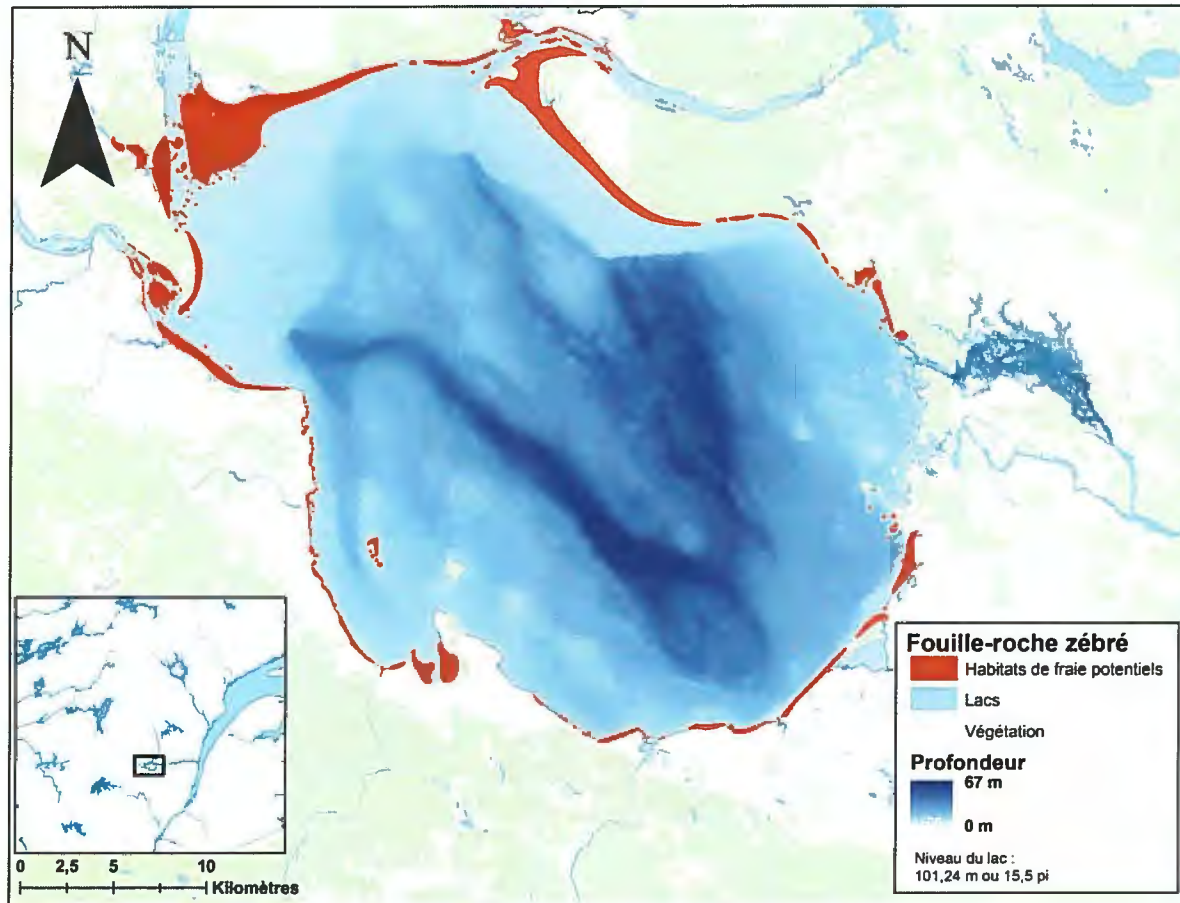 N
Fouille-roche zébré
Habitats de fraie potentiels
Lacs
Végétation
Profondeur
67 m
0 m
Niveau du lac :
101,24 m ou 15,5 pi
0 2,5 5 10
Kilomètres